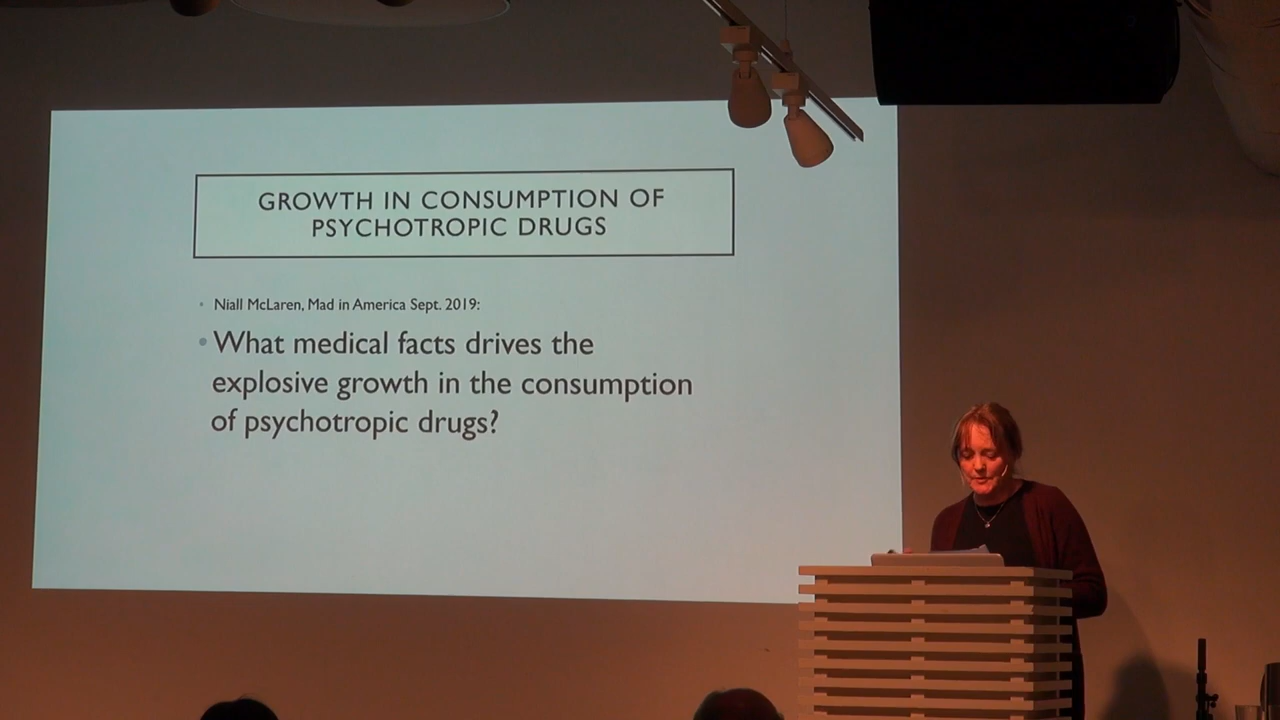 GROWTH IN CONSUMPTION OF
PSYCHOTROPIC DRUGS
• Niall McLaren, Mad in America Sept. 2019:
• What medical facts drives the
explosive growth in the consumption
of psychotropic drugs?